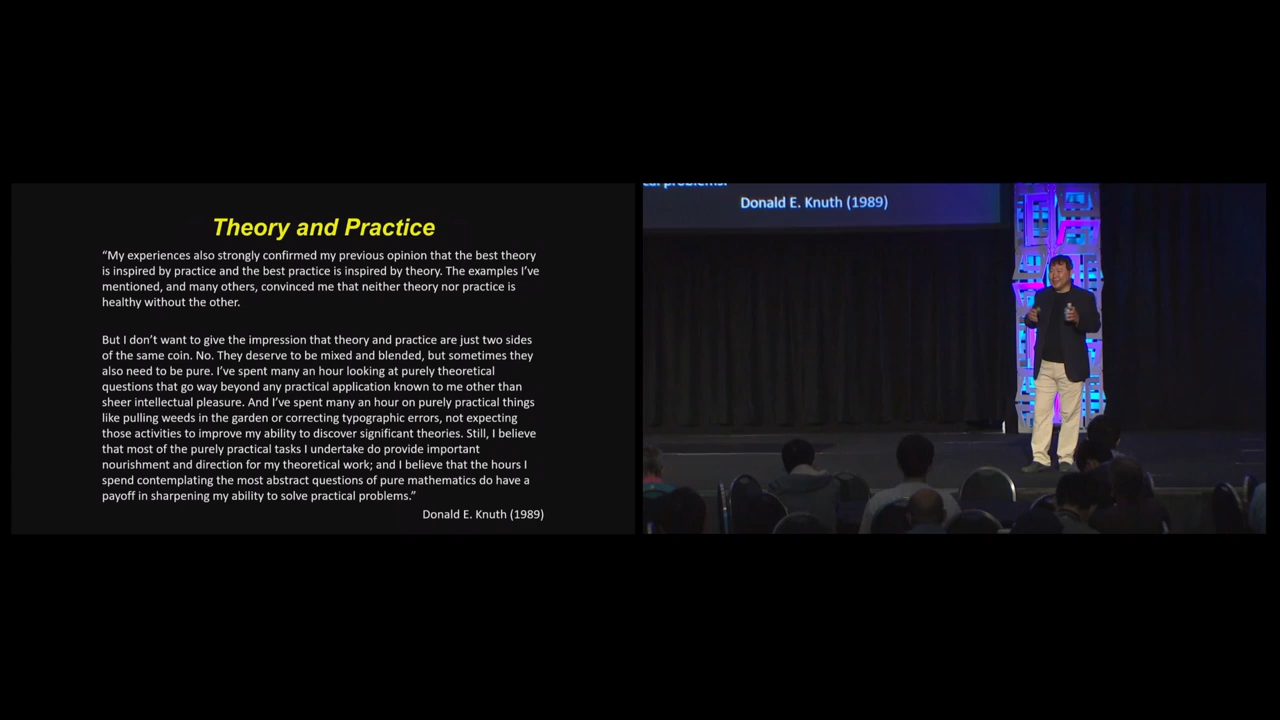 Theory and Practice
“My experiences also strongly confirmed my previous opinion that the best theory
is inspired by practice and the best practice is inspired by theory. The examples I’ve
mentioned, and many others, convinced me that neither theory nor practice is
healthy without the other.
But I don’t want to give the impression that theory and practice are just two sides
of the same coin. No. They deserve to be mixed and blended, but sometimes they
also need to be pure. I’ve spent many an hour looking at purely theoretical
questions that go way beyond any practical application known to me other than
sheer intellectual pleasure. And I’ve spent many an hour on purely practical things
like pulling weeds in the garden or correcting typographic errors, not expecting
those activities to improve my ability to discover significant theories. Still, I believe
that most of the purely practical tasks I undertake do provide important
nourishment and direction for my theoretical work; and I believe that the hours I
spend contemplating the most abstract questions of pure mathematics do have a
payoff in sharpening my ability to solve practical problems.”
Donald E. Knuth (1989)
Donald E. Knuth (1989)